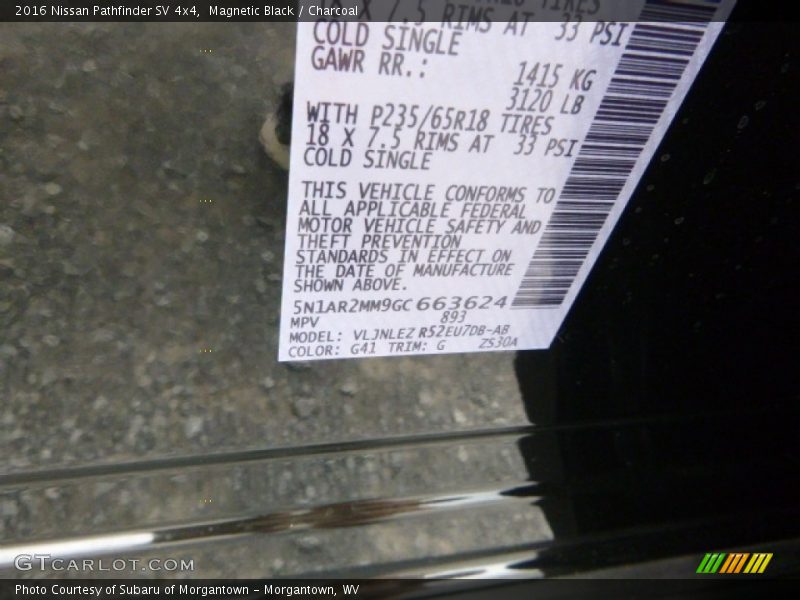 2016 Nissan Pathfinder SV 4x4, Magnetic Black / Charcoal
X 7.5 RIMS AT 33 PSI
COLD SINGLE
GAWR RR.: 1415 KG
3120 LB
WITH P235/65R18 TIRES
18 X 7.5 RIMS AT 33 PSI
COLD SINGLE
THIS VEHICLE CONFORMS TO
ALL APPLICABLE FEDERAL
MOTOR VEHICLE SAFETY AND
THEFT PREVENTION
STANDARDS IN EFFECT ON
THE DATE OF MANUFACTURE
SHOWN ABOVE.
5N1AR2MM9GC663624
MPV 893
MODEL: VLJNLEZ R52EU7DB-AB
COLOR: G41 TRIM: G ZS30A
GTCARLOT.COM
Photo Courtesy of Subaru of Morgantown - Morgantown, WV